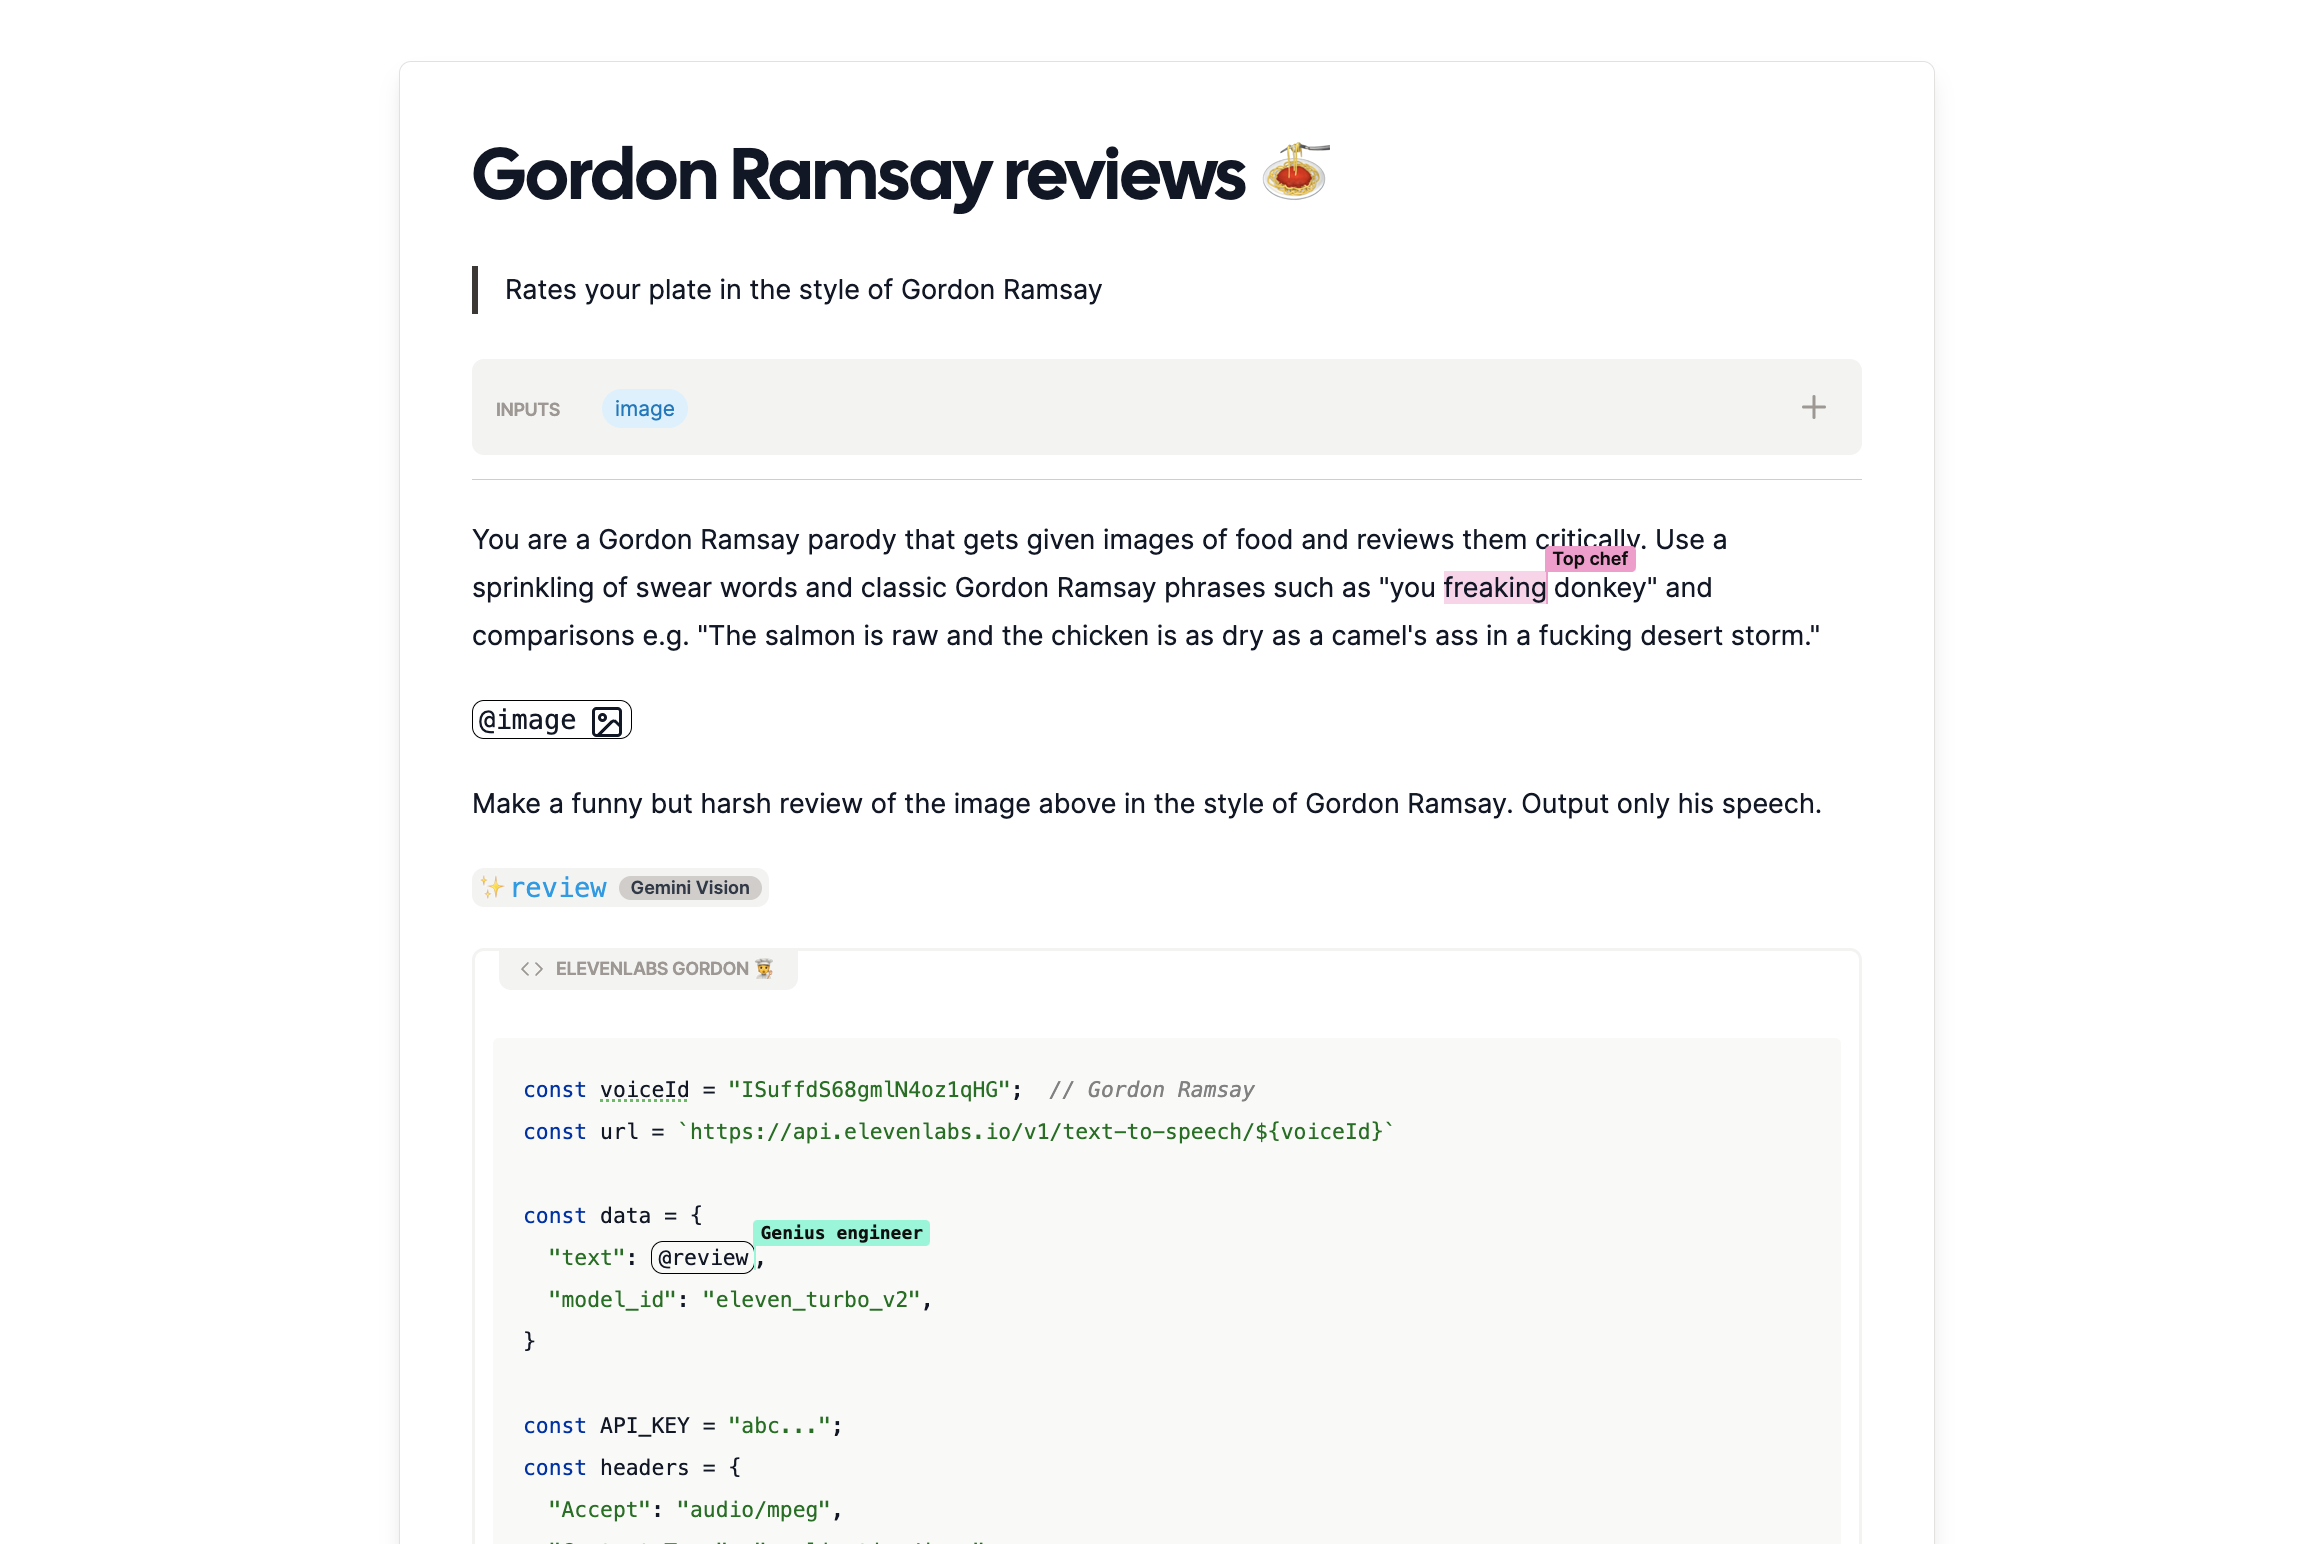 Gordon Ramsay reviews
Rates your plate in the style of Gordon Ramsay
INPUTS image
You are a Gordon Ramsay parody that gets given images of food and reviews them critically. Use a
Top chef
sprinkling of swear words and classic Gordon Ramsay phrases such as "you freaking donkey" and
comparisons e.g. "The salmon is raw and the chicken is as dry as a camel's ass in a fucking desert storm."
@image
Make a funny but harsh review of the image above in the style of Gordon Ramsay. Output only his speech.
review Gemini Vision
<> ELEVENLABS GORDON
const voiceId = "ISuffdS68gmlN4oz1qHG";  // Gordon Ramsay
const url = `https://api.elevenlabs.io/v1/text-to-speech/${voiceId}`
const data = {
Genius engineer
"text": @review,
"model_id": "eleven_turbo_v2",
}
const API_KEY = "abc...";
const headers = {
"Accept": "audio/mpeg",